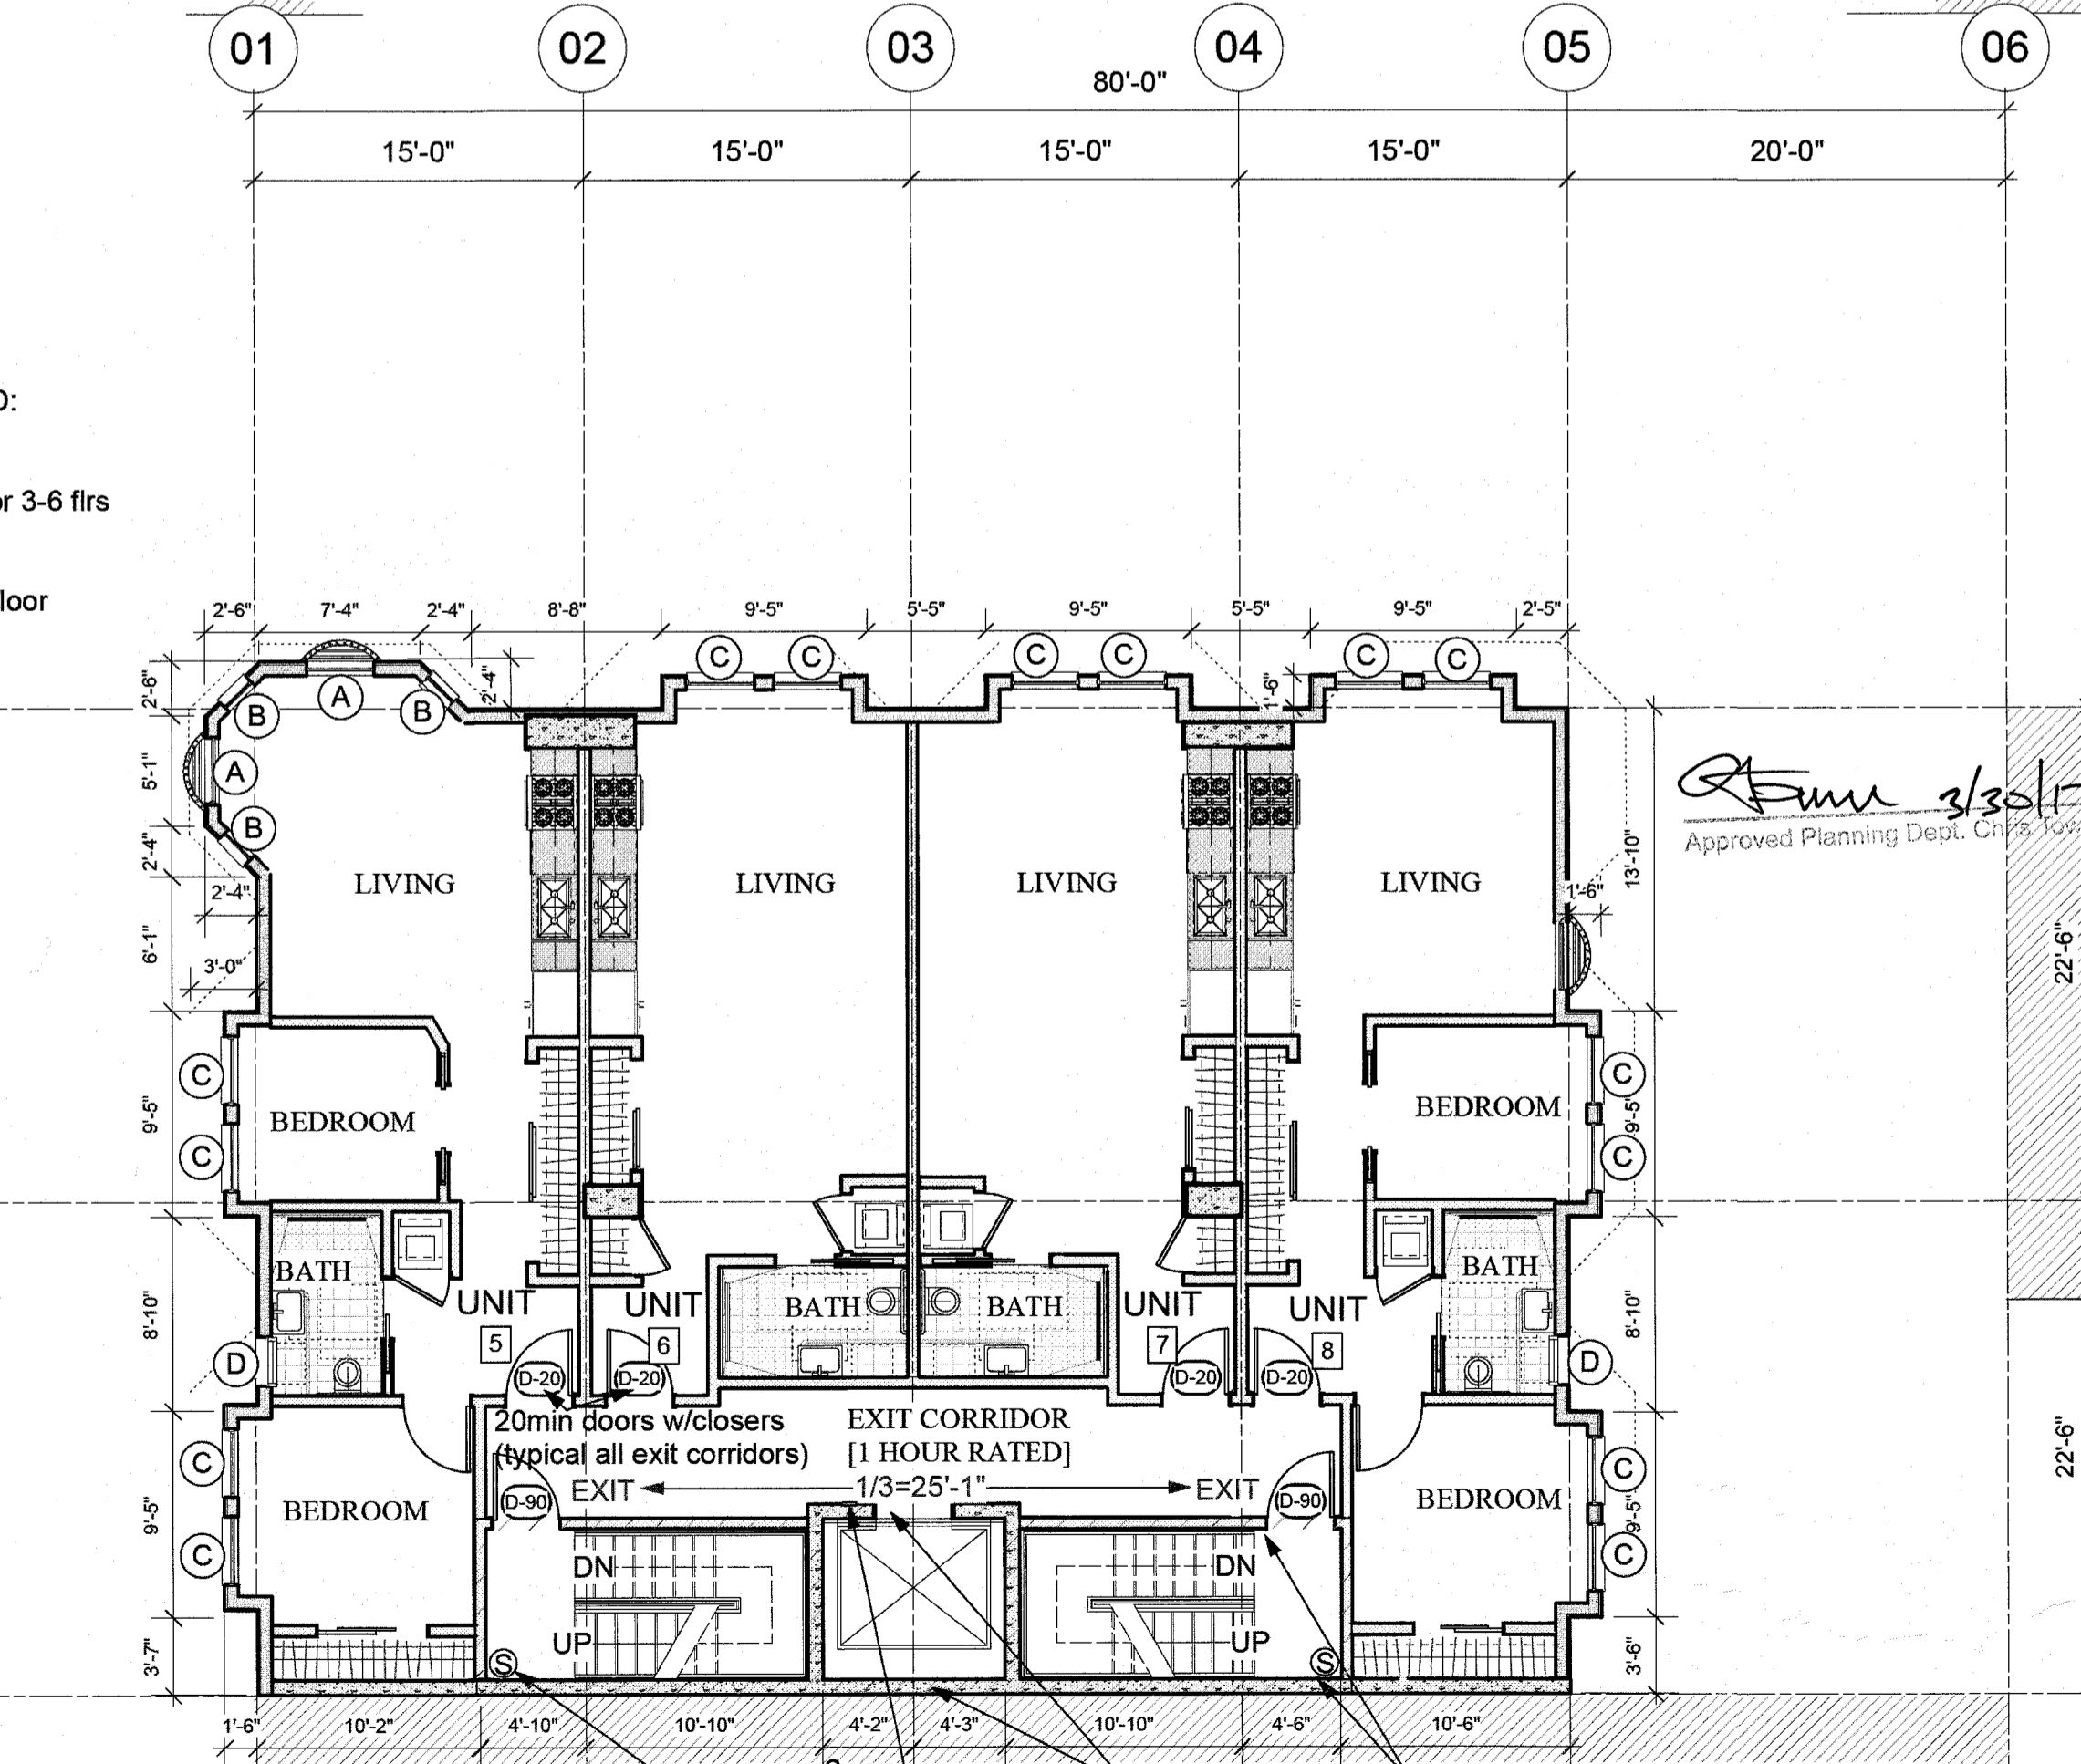 01 02 03 04 05 06
80'-0"
15'-0" 15'-0" 15'-0" 15'-0" 20'-0"
D:
or 3-6 flrs
loor
2'-6" 7'-4" 2'-4" 8'-8" 9'-5" 5'-5" 9'-5" 5'-5" 9'-5" 2'-5"
C C C C C C
2'-6" 2'-4" 1'-6"
B A B
A
5'-1"
B
2'-4"
3/30/17
Approved Planning Dept. Chris Tow
13'-10"
LIVING LIVING LIVING LIVING
2'-4" 1'-6"
6'-1"
3'-0"
22'-6"
C C
9'-5" BEDROOM BEDROOM 9'-5"
C C
BATH BATH
8'-10" UNIT UNIT BATH BATH UNIT UNIT 8'-10"
5 6 7 8
D D-20 D-20 D-20 D-20 D
20min doors w/closers
(typical all exit corridors)
EXIT CORRIDOR
[1 HOUR RATED]
1/3=25'-1"
EXIT EXIT
C C
22'-6"
D-90 D-90
9'-5" BEDROOM BEDROOM 9'-5"
C C
DN DN
UP UP
3'-7" S S 3'-6"
1'-6" 10'-2" 4'-10" 10'-10" 4'-2" 4'-3" 10'-10" 4'-6" 10'-6"